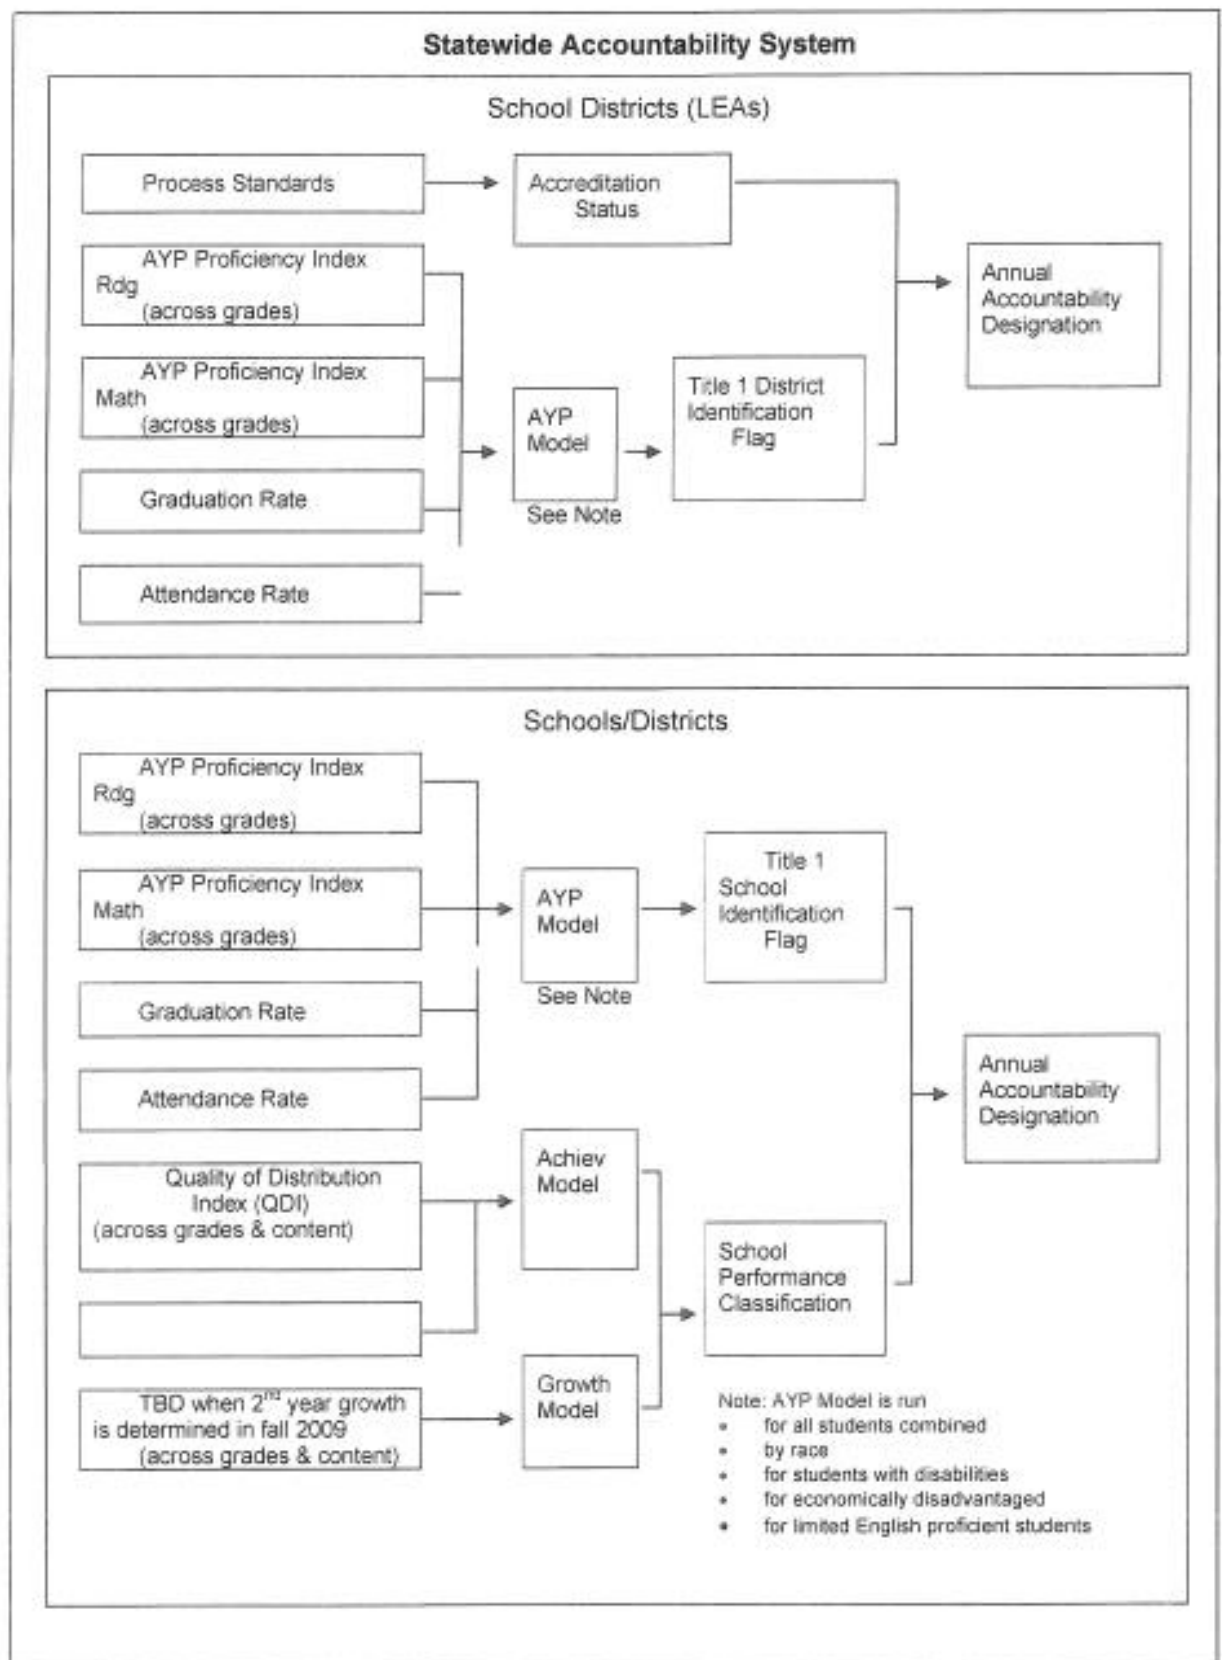 Statewide Accountability System
School Districts (LEAs)
Process Standards
Accreditation
Status
AYP Proficiency Index
Rdg
(across grades)
Annual
Accountability
Designation
AYP Proficiency Index
Math
(across grades)
Title 1 District
Identification
Flag
AYP
Model
See Note
Graduation Rate
Attendance Rate
Schools/Districts
AYP Proficiency Index
Rdg
(across grades)
AYP Proficiency Index
Math
(across grades)
AYP
Model
See Note
Title 1
School
Identification
Flag
Graduation Rate
Attendance Rate
Annual
Accountability
Designation
Quality of Distribution
Index (QDI)
(across grades & content)
Achiev
Model
School
Performance
Classification
TBD when 2nd year growth
is determined in fall 2009
(across grades & content)
Growth
Model
Note: AYP Model is run
• for all students combined
• by race
• for students with disabilities
• for economically disadvantaged
• for limited English proficient students